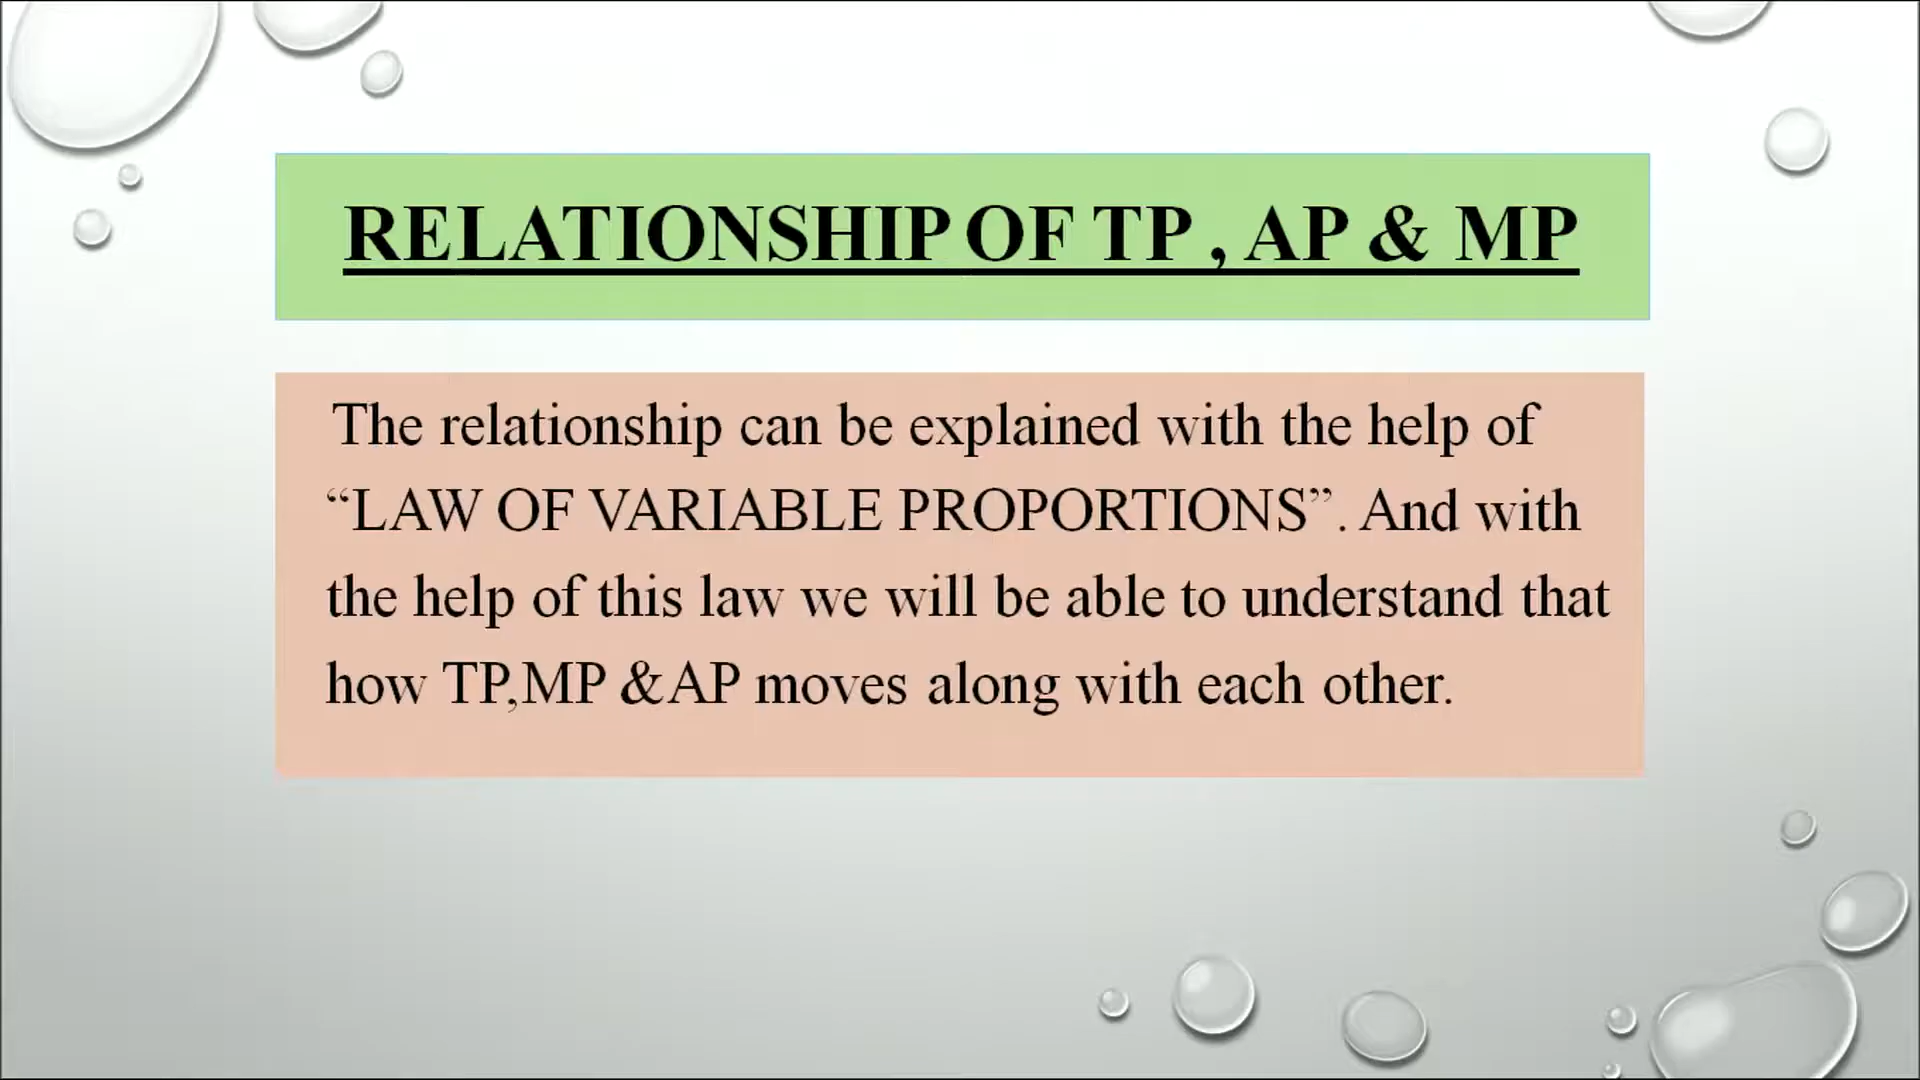 RELATIONSHIP OF TP , AP & MP
The relationship can be explained with the help of
“LAW OF VARIABLE PROPORTIONS”. And with
the help of this law we will be able to understand that
how TP,MP &AP moves along with each other.